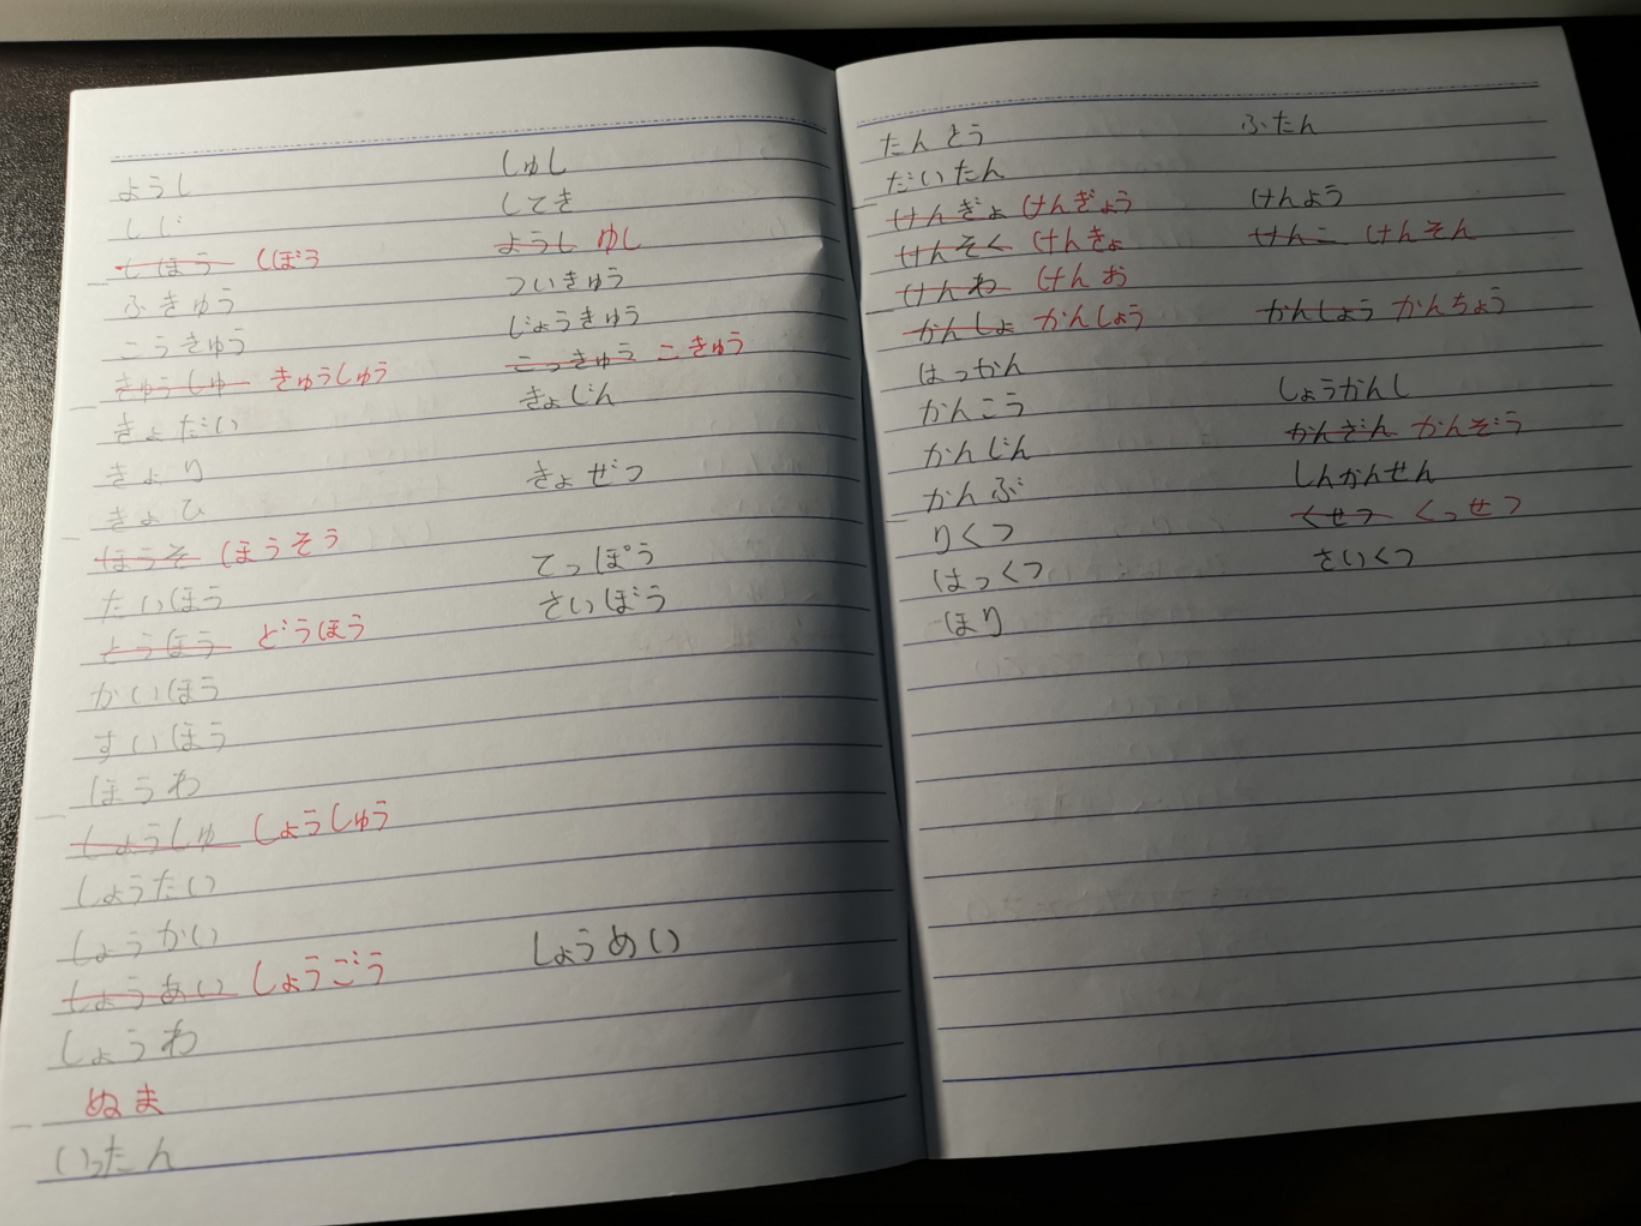 ようし しゅし
しじ してき
しほう しぼう ようし ゆし
ふきゅう ついきゅう
こうきゅう じょうきゅう
きゅうしゅ きゅうしゅう こっきゅう こきゅう
きょだい きょじん
きょり
きょひ きょぜつ
ほうそ ほうそう
たいほう てっぽう
とうほう どうほう さいぼう
かいほう
すいほう
ほうわ
しょうしゅ しょうしゅう
しょうたい
しょうかい
しょうあい しょうごう しょうめい
しょうわ
ぬま
いったん
たんとう ふたん
だいたん
けんぎょ けんぎょう けんよう
けんそく けんきょ けんこ けんそん
けんわ けんお
かんしょ かんしょう かんしょう かんちょう
はっかん
かんこう しょうかんし
かんじん かんざん かんぞう
かんぶ しんかんせん
りくつ くせつ くっせつ
はっくつ さいくつ
ほり